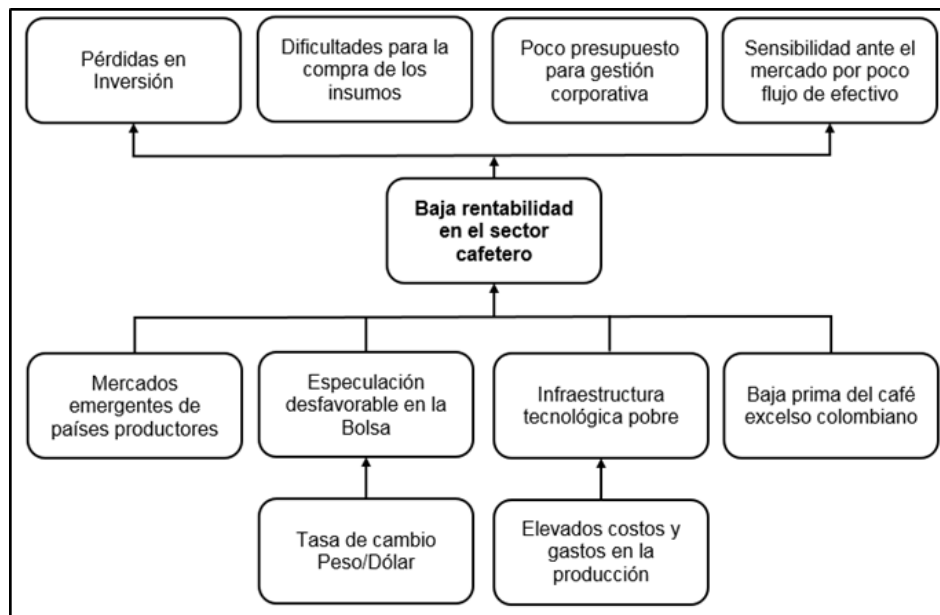 Pérdidas en
Inversión
Dificultades para la
compra de los
insumos
Poco presupuesto
para gestión
corporativa
Sensibilidad ante el
mercado por poco
flujo de efectivo
Baja rentabilidad
en el sector
cafetero
Mercados
emergentes de
países productores
Especulación
desfavorable en la
Bolsa
Infraestructura
tecnológica pobre
Baja prima del café
excelso colombiano
Tasa de cambio
Peso/Dólar
Elevados costos y
gastos en la
producción